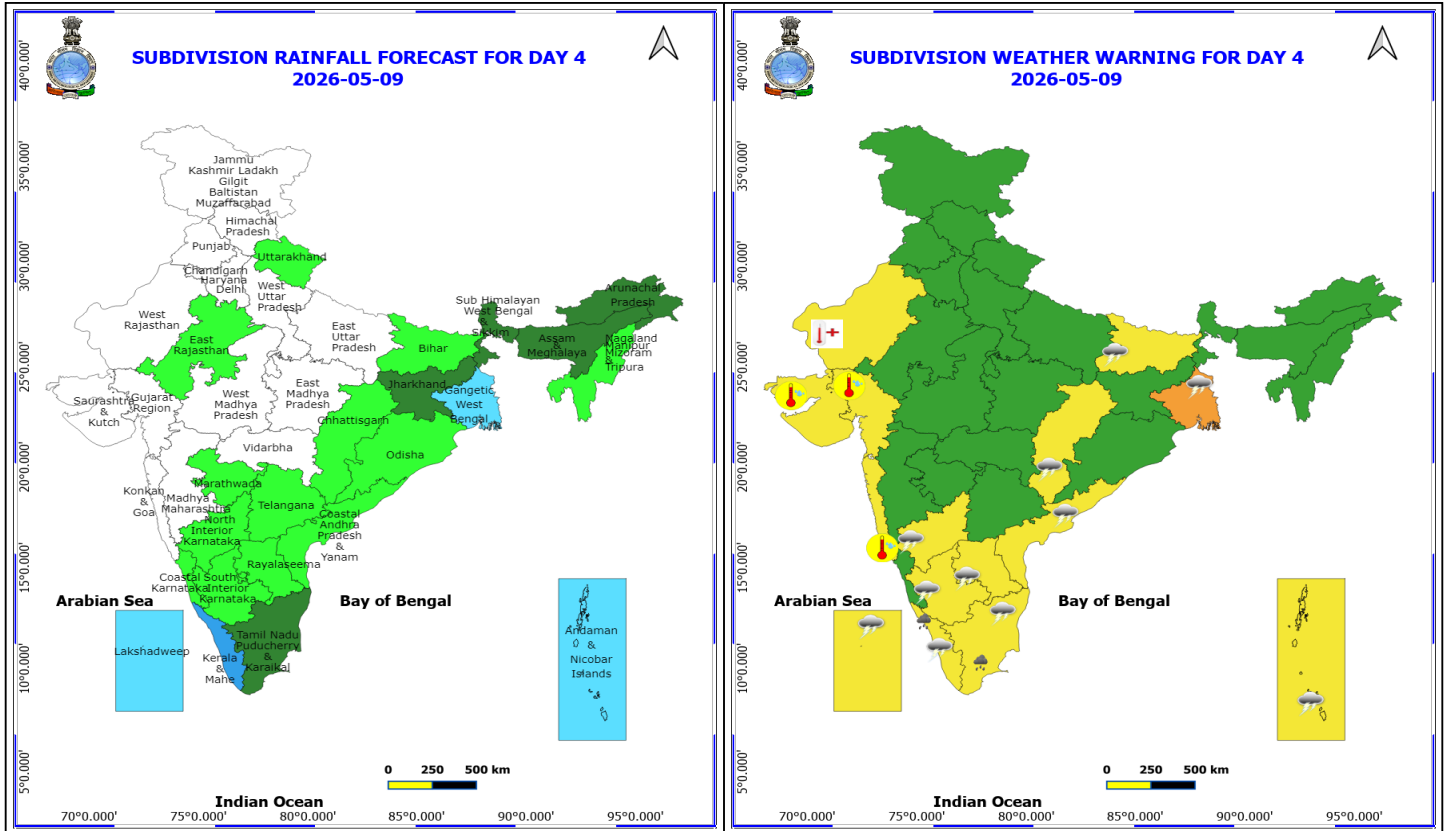 SUBDIVISION RAINFALL FORECAST FOR DAY 4
2026-05-09
40°0.000'
35°0.000'
30°0.000'
25°0.000'
20°0.000'
15°0.000'
10°0.000'
5°0.000'
Jammu
Kashmir Ladakh
Gilgit
Baltistan
Muzaffarabad
Himachal
Pradesh
Punjab
Uttarakhand
Chandigarh
Haryana
Delhi
West
Uttar
Pradesh
West
Rajasthan
East
Rajasthan
East
Uttar
Pradesh
Bihar
Sub Himalayan
West Bengal
&
Sikkim
Arunachal
Pradesh
Assam
&
Meghalaya
Nagaland
Manipur
Mizoram
&
Tripura
Saurashtra
&
Kutch
Gujarat
Region
West
Madhya
Pradesh
East
Madhya
Pradesh
Jharkhand
Gangetic
West
Bengal
Chhattisgarh
Vidarbha
Odisha
Konkan
&
Goa
Madhya
Maharashtra
Marathwada
Telangana
North
Interior
Karnataka
Coastal
Andhra
Pradesh
&
Yanam
Rayalaseema
Coastal
Karnataka
South
Interior
Karnataka
Arabian Sea
Bay of Bengal
Lakshadweep
Kerala
&
Mahe
Tamil Nadu
Puducherry
&
Karaikal
Andaman
&
Nicobar
Islands
0 250 500 km
Indian Ocean
70°0.000' 75°0.000' 80°0.000' 85°0.000' 90°0.000' 95°0.000'
SUBDIVISION WEATHER WARNING FOR DAY 4
2026-05-09
40°0.000'
35°0.000'
30°0.000'
25°0.000'
20°0.000'
15°0.000'
10°0.000'
5°0.000'
Arabian Sea
Bay of Bengal
0 250 500 km
Indian Ocean
70°0.000' 75°0.000' 80°0.000' 85°0.000' 90°0.000' 95°0.000'